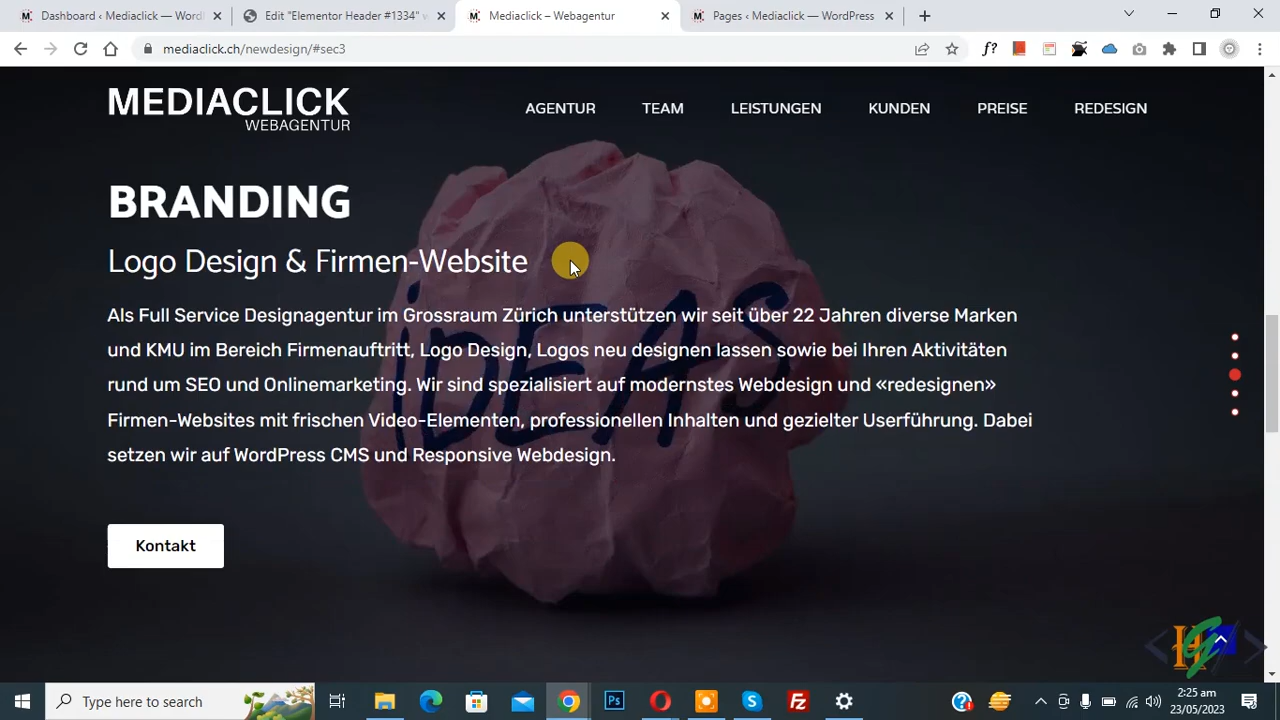 Dashboard ‹ Mediaclick — Word
Edit "Elementor Header #1334" w
Mediaclick – Webagentur
Pages ‹ Mediaclick — WordPress
mediaclick.ch/newdesign/#sec3
MEDIACLICK
WEBAGENTUR
AGENTUR TEAM LEISTUNGEN KUNDEN PREISE REDESIGN
BRANDING
Logo Design & Firmen-Website
Als Full Service Designagentur im Grossraum Zürich unterstützen wir seit über 22 Jahren diverse Marken
und KMU im Bereich Firmenauftritt, Logo Design, Logos neu designen lassen sowie bei Ihren Aktivitäten
rund um SEO und Onlinemarketing. Wir sind spezialisiert auf modernstes Webdesign und «redesignen»
Firmen-Websites mit frischen Video-Elementen, professionellen Inhalten und gezielter Userführung. Dabei
setzen wir auf WordPress CMS und Responsive Webdesign.
iDEAS
Kontakt
Type here to search
2:25 am
23/05/2023